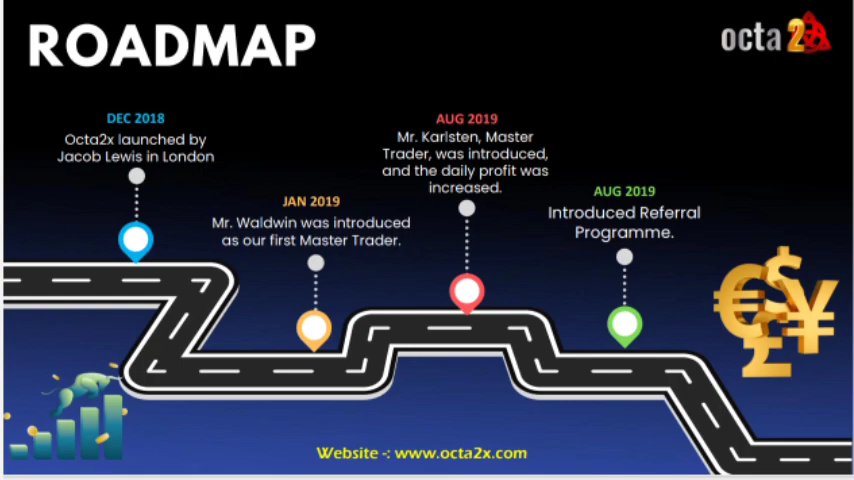 ROADMAP
octa 2x
DEC 2018
Octa2x launched by
Jacob Lewis in London
JAN 2019
Mr. Waldwin was introduced
as our first Master Trader.
AUG 2019
Mr. Karlsten, Master
Trader, was introduced,
and the daily profit was
increased.
AUG 2019
Introduced Referral
Programme.
€ $ ¥ £
Website -: www.octa2x.com